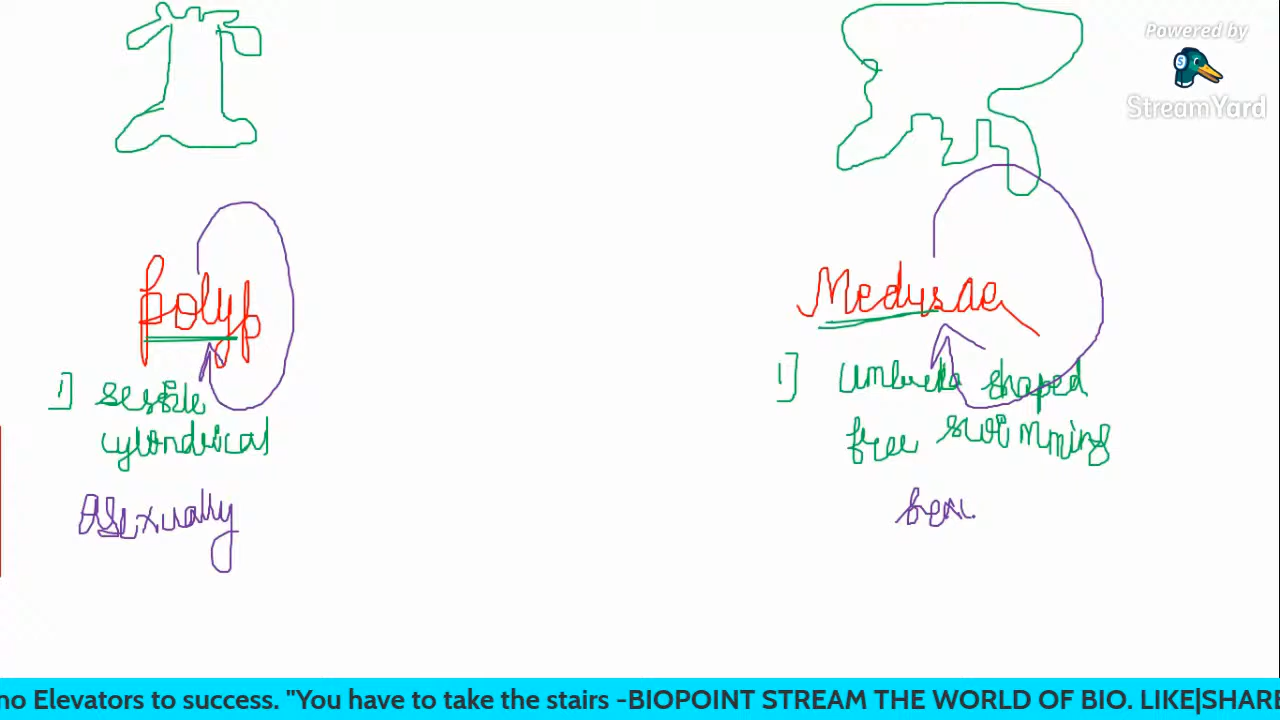 Powered by
StreamYard
polyp
Medusae
1] sessile
cylindrical
1] umbrella shaped
free swimming
Asexually
no Elevators to success. "You have to take the stairs -BIOPOINT STREAM THE WORLD OF BIO. LIKE|SHARE